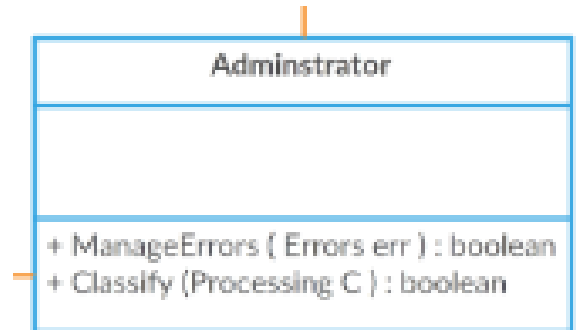 Adminstrator
+ ManageErrors ( Errors err ) : boolean
+ Classify (Processing C ) : boolean